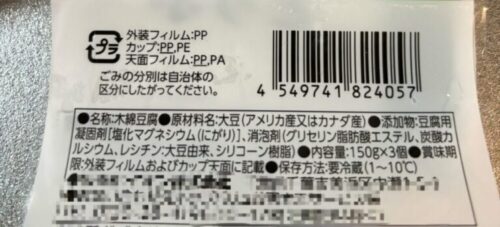 外装フィルム:PP
カップ:PP,PE
天面フィルム:PP,PA
プラ
ごみの分別は自治体の
区分にしたがってください。
4 549741 824057
●名称:木綿豆腐●原材料名:大豆(アメリカ産又はカナダ産)●添加物:豆腐用
凝固剤[塩化マグネシウム(にがり)]、消泡剤(グリセリン脂肪酸エステル、炭酸カ
ルシウム、レシチン:大豆由来、シリコーン樹脂)●内容量:150g×3個●賞味期
限:外装フィルムおよびカップ天面に記載●保存方法:要冷蔵(1〜10℃)